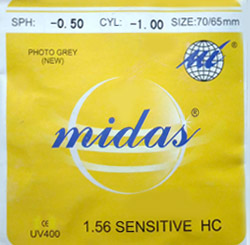 SPH: -0.50 CYL: -1.00 SIZE:70/65mm
PHOTO GREY
(NEW)
m
®
midas®
CE
UV400
1.56 SENSITIVE HC